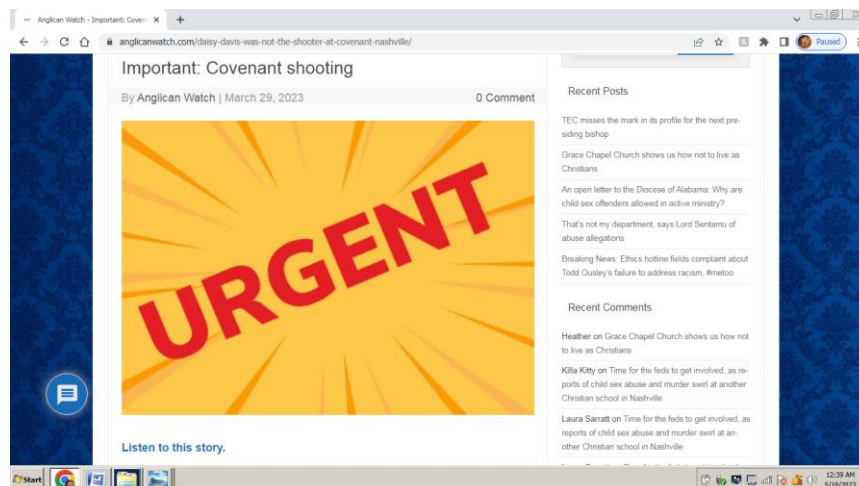 Anglican Watch - Important: Coven
anglicanwatch.com/daisy-davis-was-not-the-shooter-at-covenant-nashville/
Paused
Important: Covenant shooting
By Anglican Watch | March 29, 2023
0 Comment
URGENT
Listen to this story.
Recent Posts
TEC misses the mark in its profile for the next pre-
siding bishop
Grace Chapel Church shows us how not to live as
Christians
An open letter to the Diocese of Alabama: Why are
child sex offenders allowed in active ministry?
That's not my department, says Lord Sentamu of
abuse allegations
Breaking News: Ethics hotline fields complaint about
Todd Ousley's failure to address racism, #metoo
Recent Comments
Heather on Grace Chapel Church shows us how not
to live as Christians
Killa Kitty on Time for the feds to get involved, as re-
ports of child sex abuse and murder swirl at another
Christian school in Nashville
Laura Sarratt on Time for the feds to get involved, as
reports of child sex abuse and murder swirl at an-
other Christian school in Nashville
Start
12:39 AM
5/19/2023